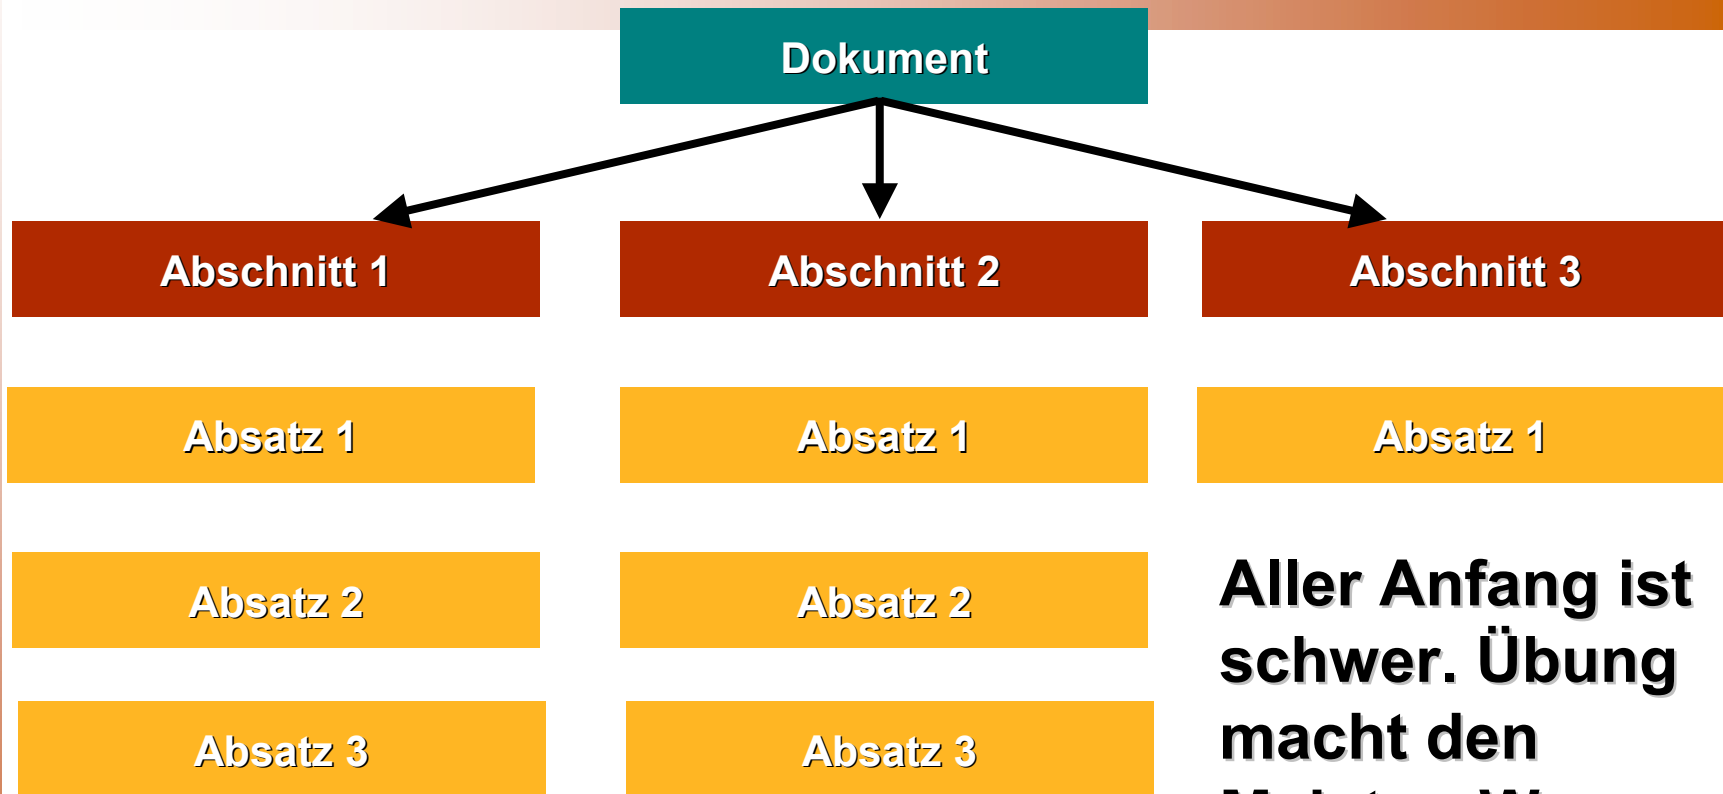 Dokument
Abschnitt 1
Abschnitt 2
Abschnitt 3
Absatz 1
Absatz 1
Absatz 1
Absatz 2
Absatz 2
Absatz 3
Absatz 3
Aller Anfang ist
schwer. Übung
macht den